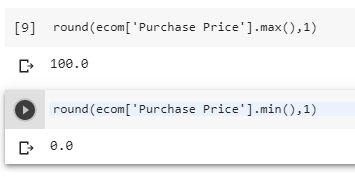 [9] round(ecom['Purchase Price'].max(),1)
100.0
round(ecom['Purchase Price'].min(),1)
0.0